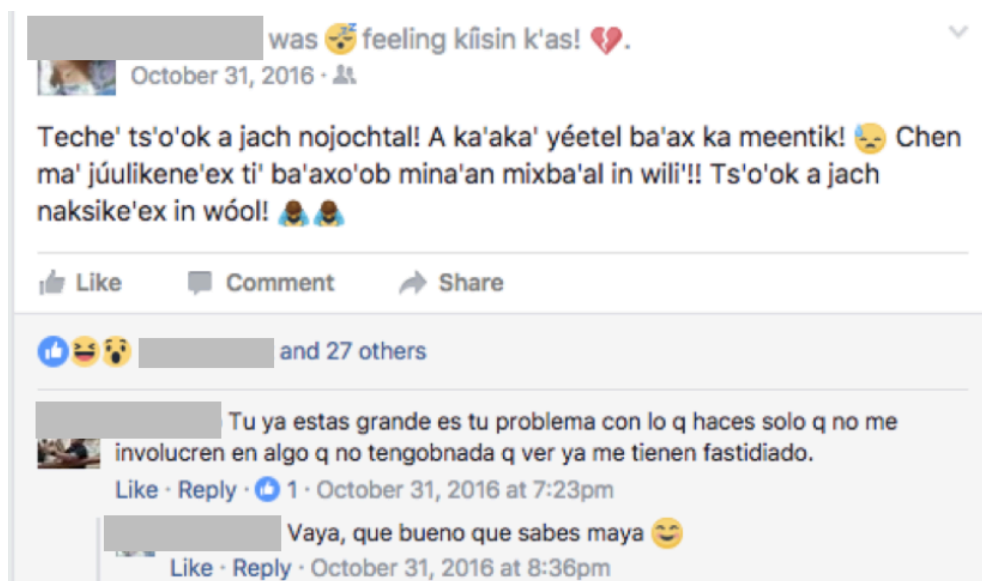 was 😴 feeling kíisin k'as! 💔.
October 31, 2016 ·
Teche' ts'o'ok a jach nojochtal! A ka'aka' yéetel ba'ax ka meentik! 😓 Chen
ma' júulikene'ex ti' ba'axo'ob mina'an mixba'al in wili'!! Ts'o'ok a jach
naksike'ex in wóol! 🙇🙇
Like Comment Share
and 27 others
Tu ya estas grande es tu problema con lo q haces solo q no me
involucren en algo q no tengobnada q ver ya me tienen fastidiado.
Like · Reply · 1 · October 31, 2016 at 7:23pm
Vaya, que bueno que sabes maya 😊
Like · Reply · October 31, 2016 at 8:36pm